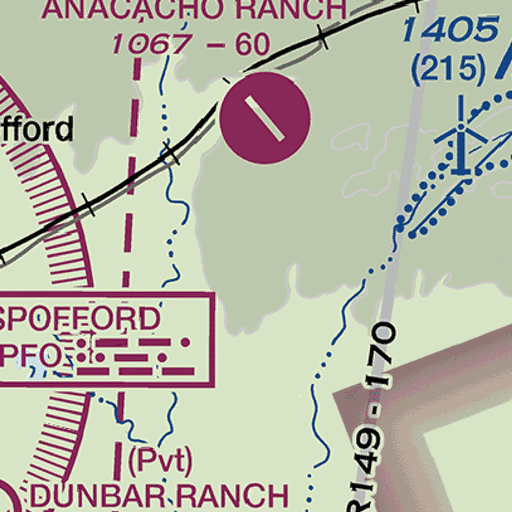 ANACACHO RANCH
1067 – 60
1405
(215)
fford
SPOFFORD
PFO
R149 - 170
(Pvt)
DUNBAR RANCH